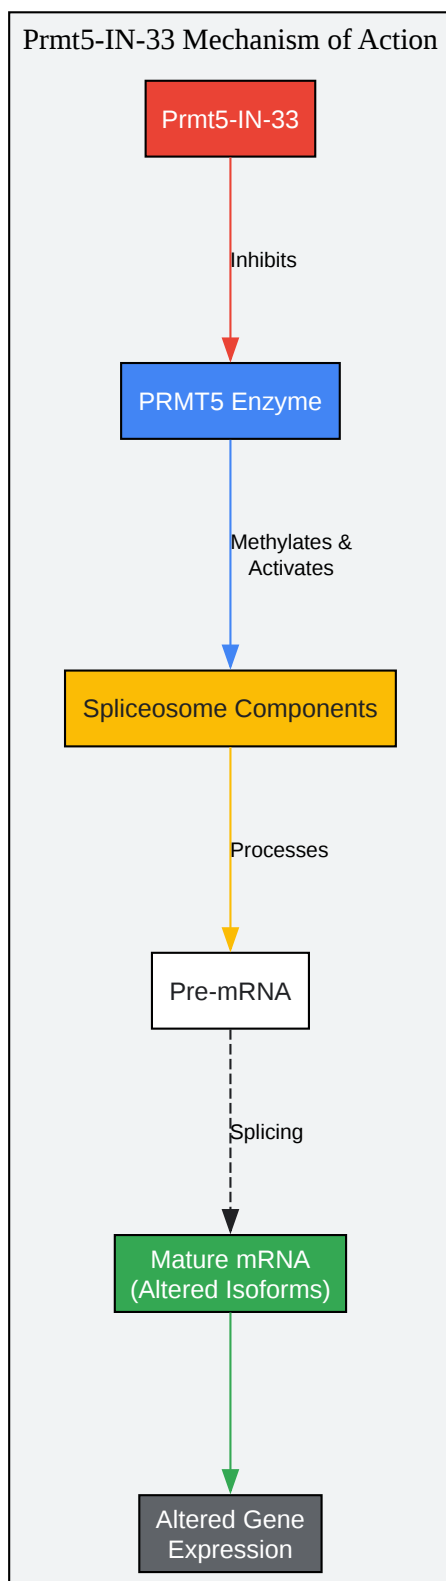 Prmt5-IN-33 Mechanism of Action
Prmt5-IN-33
Inhibits
PRMT5 Enzyme
Methylates &
Activates
Spliceosome Components
Processes
Pre-mRNA
Splicing
Mature mRNA
(Altered Isoforms)
Altered Gene
Expression